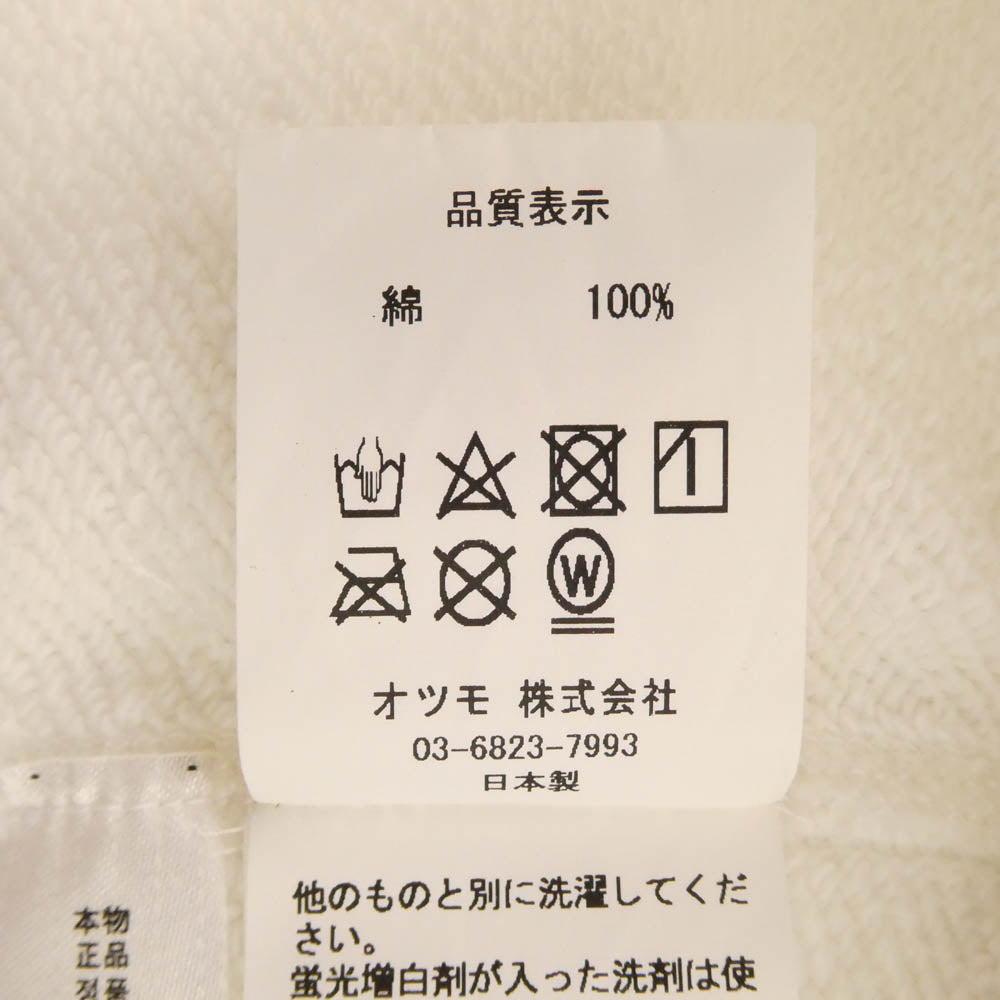 品質表示
綿 100%
W
オツモ 株式会社
03-6823-7993
日本製
他のものと別に洗濯してくだ
さい。
蛍光増白剤が入った洗剤は使
本物
正品
정품